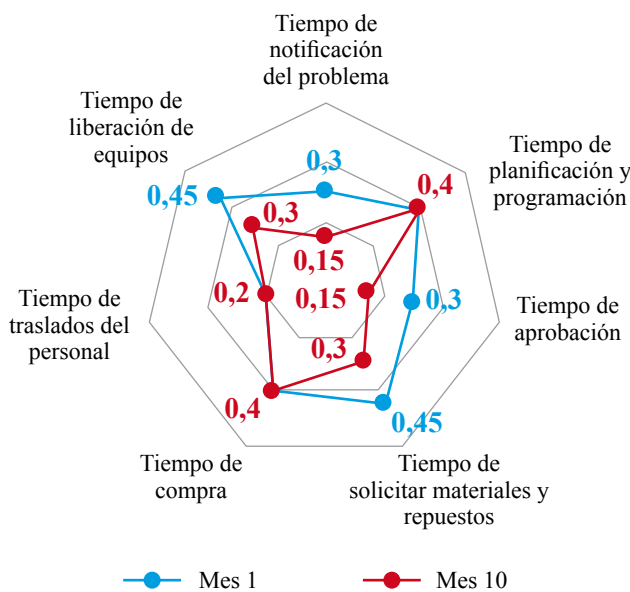 Tiempo de
notificación
del problema
Tiempo de
liberación de
equipos
Tiempo de
planificación y
programación
0,3
0,4
0,45
0,3
0,15
0,2
0,15
0,3
Tiempo de
traslados del
personal
Tiempo de
aprobación
0,3
0,4
0,45
Tiempo de
compra
Tiempo de
solicitar materiales y
repuestos
Mes 1
Mes 10